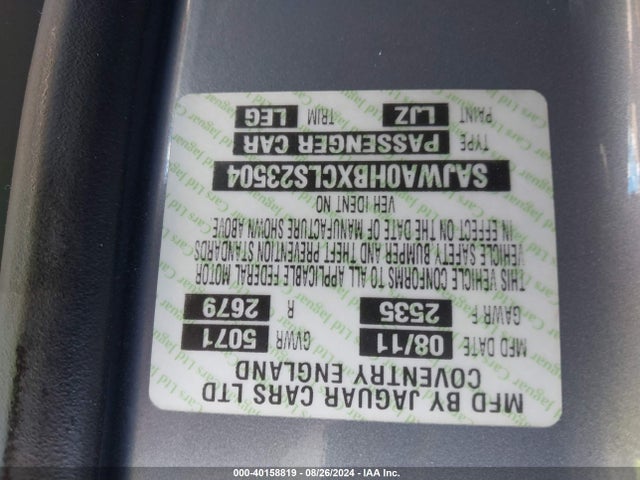 MFD BY JAGUAR CARS LTD
COVENTRY ENGLAND
MFD DATE 08/11 GVWR 5071
GAWR F 2535 R 2679
THIS VEHICLE CONFORMS TO ALL APPLICABLE FEDERAL MOTOR
VEHICLE SAFETY BUMPER AND THEFT PREVENTION STANDARDS
IN EFFECT ON THE DATE OF MANUFACTURE SHOWN ABOVE
VEH IDENT NO
SAJWA0HBXCLS23504
TYPE PASSENGER CAR
PAINT LJZ TRIM LEG
000-40158819 - 08/26/2024 - IAA Inc.